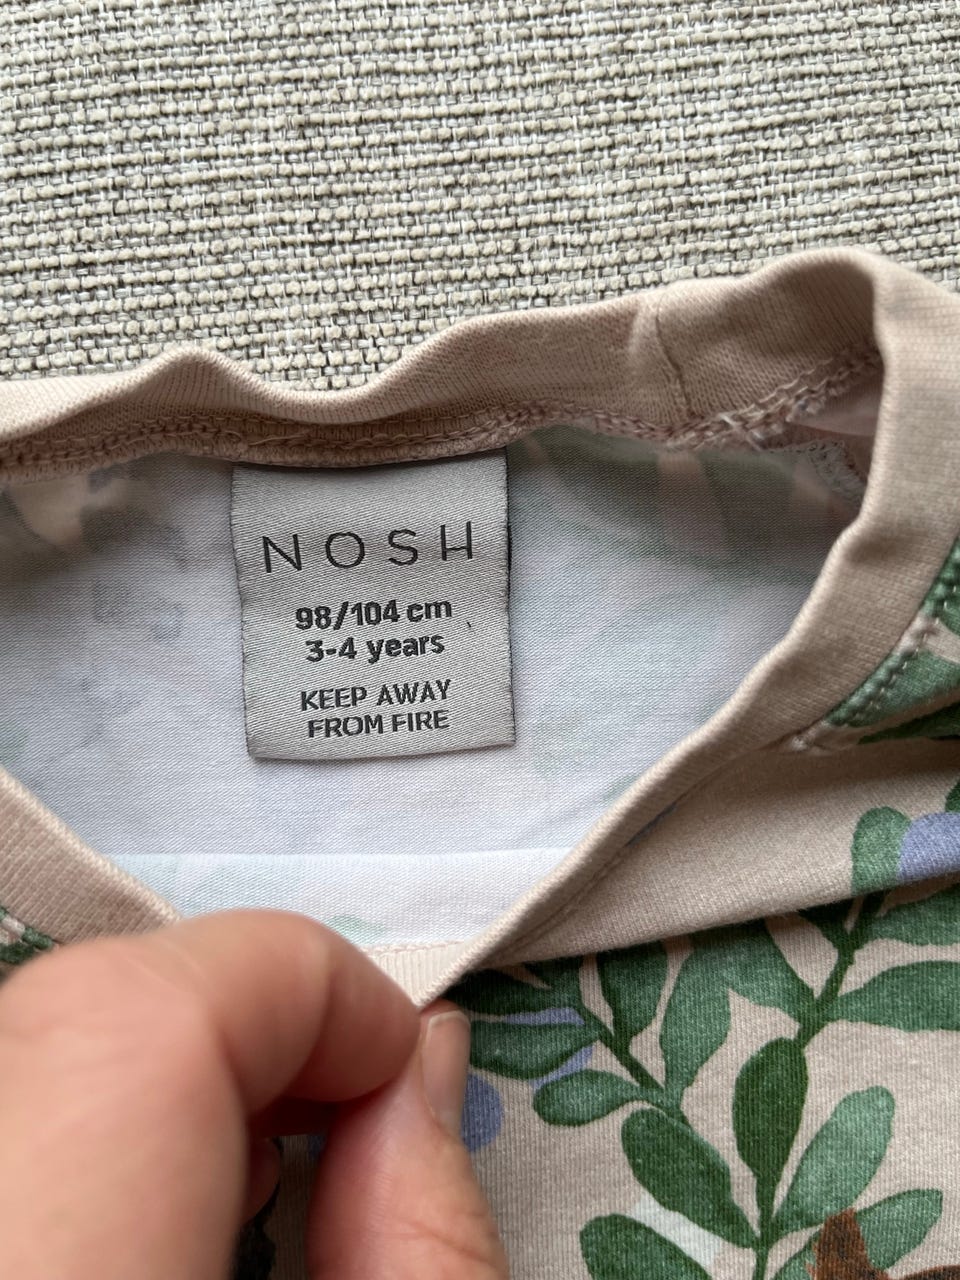 NOSH
98/104 cm
3-4 years
KEEP AWAY
FROM FIRE